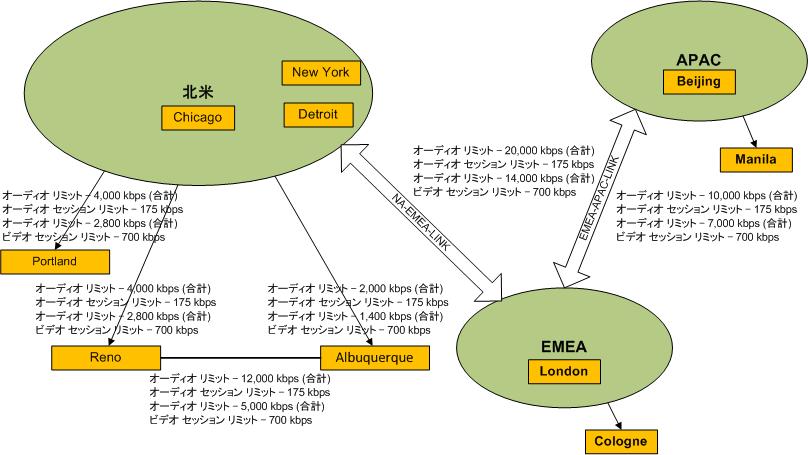 北米
New York
Chicago
Detroit
APAC
Beijing
Manila
オーディオ リミット – 20,000 kbps (合計)
オーディオ セッション リミット – 175 kbps
オーディオ リミット – 14,000 kbps (合計)
ビデオ セッション リミット – 700 kbps
NA-EMEA-LINK
EMEA-APAC-LINK
オーディオ リミット – 10,000 kbps (合計)
オーディオ セッション リミット – 175 kbps
オーディオ リミット – 7,000 kbps (合計)
ビデオ セッション リミット – 700 kbps
オーディオ リミット – 4,000 kbps (合計)
オーディオ セッション リミット – 175 kbps
オーディオ リミット – 2,800 kbps (合計)
ビデオ セッション リミット – 700 kbps
Portland
オーディオ リミット – 4,000 kbps (合計)
オーディオ セッション リミット – 175 kbps
オーディオ リミット – 2,800 kbps (合計)
ビデオ セッション リミット – 700 kbps
オーディオ リミット – 2,000 kbps (合計)
オーディオ セッション リミット – 175 kbps
オーディオ リミット – 1,400 kbps (合計)
ビデオ セッション リミット – 700 kbps
Reno
Albuquerque
オーディオ リミット – 12,000 kbps (合計)
オーディオ セッション リミット – 175 kbps
オーディオ リミット – 5,000 kbps (合計)
ビデオ セッション リミット – 700 kbps
EMEA
London
Cologne